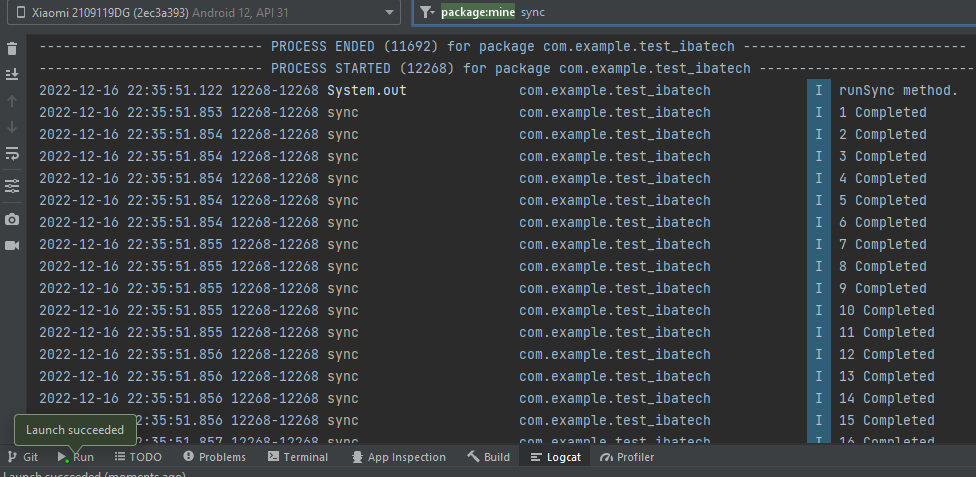 Xiaomi 2109119DG (2ec3a393) Android 12, API 31 package:mine sync
--------------------------- PROCESS ENDED (11692) for package com.example.test_ibatech ---------------------------
--------------------------- PROCESS STARTED (12268) for package com.example.test_ibatech ---------------------------
2022-12-16 22:35:51.122 12268-12268 System.out com.example.test_ibatech I runSync method.
2022-12-16 22:35:51.853 12268-12268 sync com.example.test_ibatech I 1 Completed
2022-12-16 22:35:51.854 12268-12268 sync com.example.test_ibatech I 2 Completed
2022-12-16 22:35:51.854 12268-12268 sync com.example.test_ibatech I 3 Completed
2022-12-16 22:35:51.854 12268-12268 sync com.example.test_ibatech I 4 Completed
2022-12-16 22:35:51.854 12268-12268 sync com.example.test_ibatech I 5 Completed
2022-12-16 22:35:51.854 12268-12268 sync com.example.test_ibatech I 6 Completed
2022-12-16 22:35:51.855 12268-12268 sync com.example.test_ibatech I 7 Completed
2022-12-16 22:35:51.855 12268-12268 sync com.example.test_ibatech I 8 Completed
2022-12-16 22:35:51.855 12268-12268 sync com.example.test_ibatech I 9 Completed
2022-12-16 22:35:51.855 12268-12268 sync com.example.test_ibatech I 10 Completed
2022-12-16 22:35:51.855 12268-12268 sync com.example.test_ibatech I 11 Completed
2022-12-16 22:35:51.856 12268-12268 sync com.example.test_ibatech I 12 Completed
2022-12-16 22:35:51.856 12268-12268 sync com.example.test_ibatech I 13 Completed
2022-12-16 22:35:51.856 12268-12268 sync com.example.test_ibatech I 14 Completed
35:51.856 12268-12268 sync com.example.test_ibatech I 15 Completed
35:51.857 12268-12268 sync com.example.test_ibatech I 16 Completed
Launch succeeded
Git Run TODO Problems Terminal App Inspection Build Logcat Profiler
Launch succeeded (moments ago)